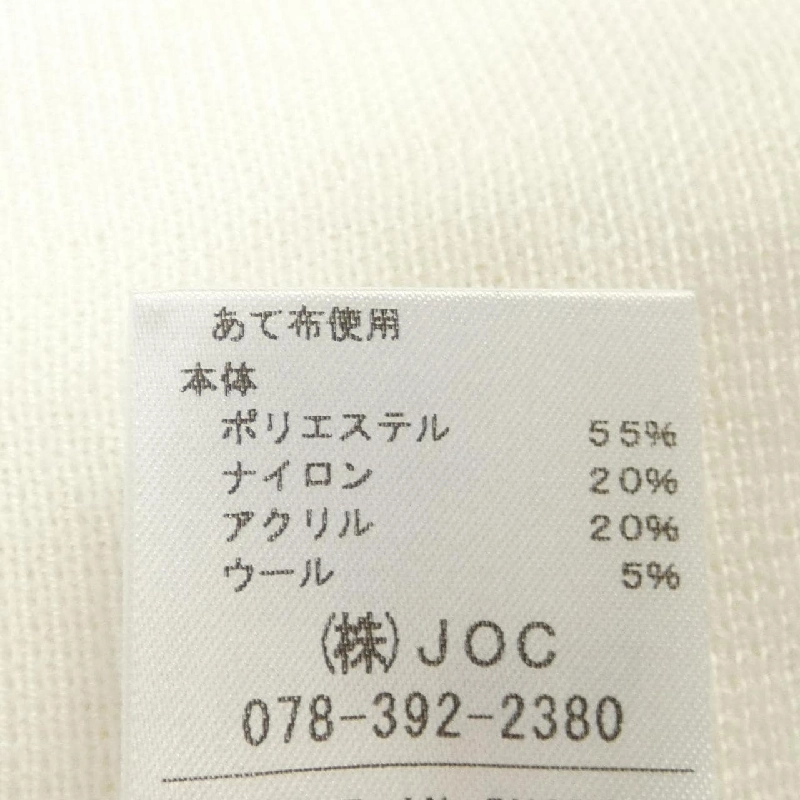 あて布使用
本体
ポリエステル 55%
ナイロン 20%
アクリル 20%
ウール 5%
(株)JOC
078-392-2380